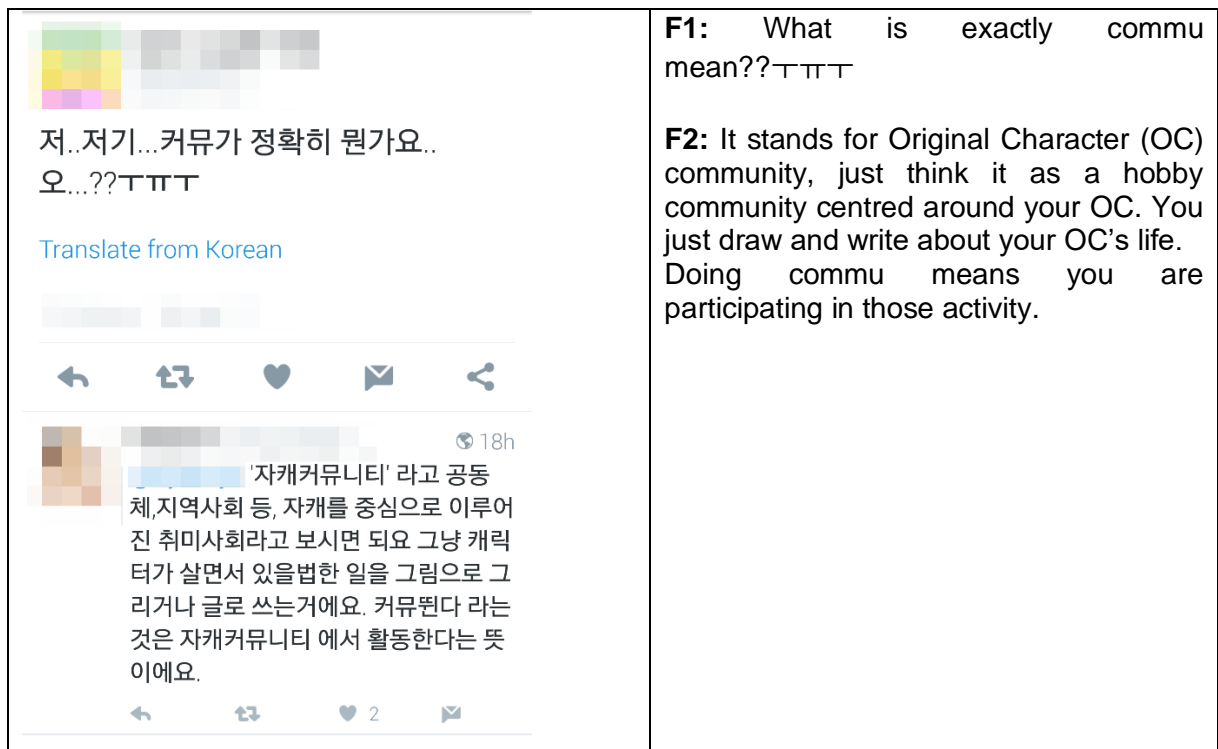 저..저기...커뮤가 정확히 뭔가요..
오...??ㅜㅠㅜ
Translate from Korean
18h
'자캐커뮤니티' 라고 공동
체,지역사회 등, 자캐를 중심으로 이루어
진 취미사회라고 보시면 되요 그냥 캐릭
터가 살면서 있을법한 일을 그림으로 그
리거나 글로 쓰는거에요. 커뮤뛴다 라는
것은 자캐커뮤니티 에서 활동한다는 뜻
이에요.
2
F1: What is exactly commu
mean??ㅜㅠㅜ
F2: It stands for Original Character (OC)
community, just think it as a hobby
community centred around your OC. You
just draw and write about your OC’s life.
Doing commu means you are
participating in those activity.